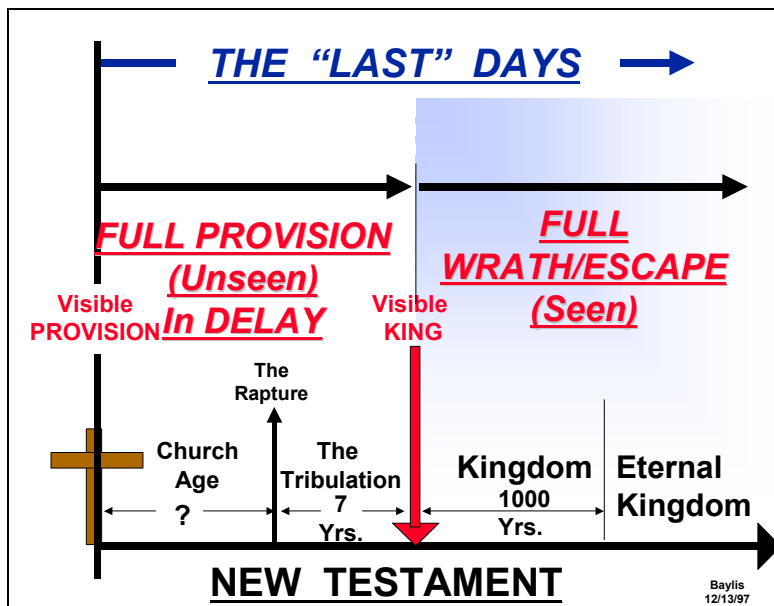 THE “LAST” DAYS
FULL PROVISION
(Unseen)
In DELAY
FULL
WRATH/ESCAPE
(Seen)
Visible
PROVISION
Visible
KING
The
Rapture
Church
Age
?
The
Tribulation
7
Yrs.
Kingdom
1000
Yrs.
Eternal
Kingdom
NEW TESTAMENT
Baylis
12/13/97